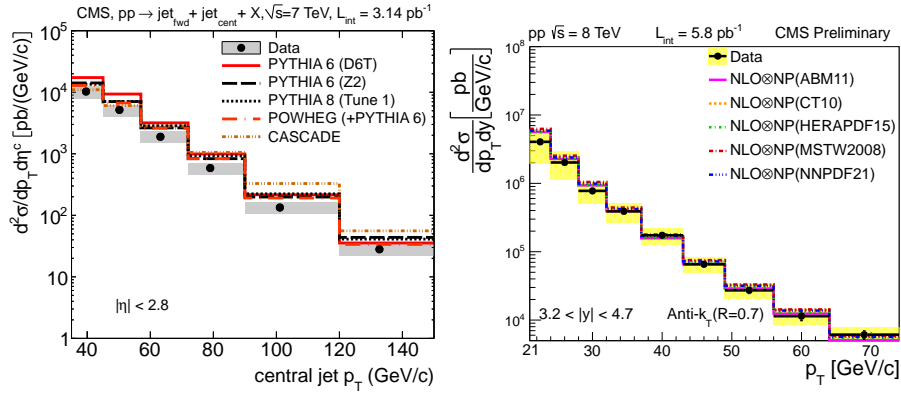 CMS, pp → jet_fwd + jet_cent + X,√s=7 TeV, L_int = 3.14 pb⁻¹
d²σ/dp_T dη^c [pb/(GeV/c)]
10⁵
10⁴
10³
10²
10
1
Data
PYTHIA 6 (D6T)
PYTHIA 6 (Z2)
PYTHIA 8 (Tune 1)
POWHEG (+PYTHIA 6)
CASCADE
|η| < 2.8
40 60 80 100 120 140
central jet p_T (GeV/c)
pp √s = 8 TeV L_int = 5.8 pb⁻¹ CMS Preliminary
d²σ/dp_T dy [pb/GeV/c]
10⁸
10⁷
10⁶
10⁵
10⁴
Data
NLO⊗NP(ABM11)
NLO⊗NP(CT10)
NLO⊗NP(HERAPDF15)
NLO⊗NP(MSTW2008)
NLO⊗NP(NNPDF21)
3.2 < |y| < 4.7 Anti-k_T(R=0.7)
21 30 40 50 60 70
p_T [GeV/c]